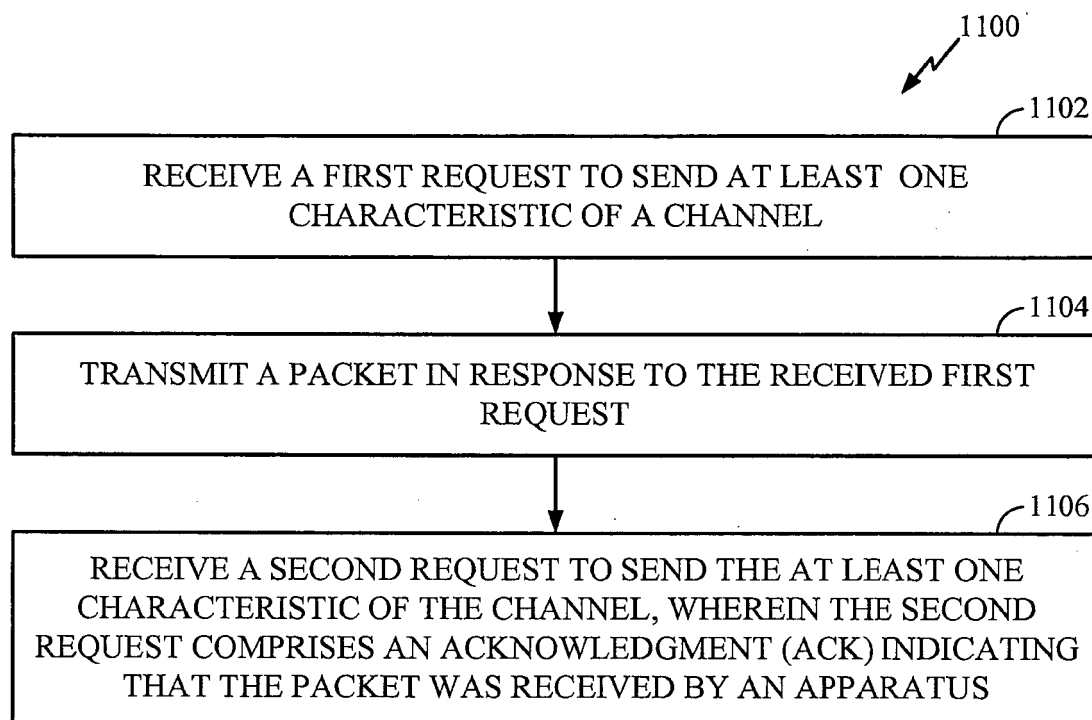 1100
1102
RECEIVE A FIRST REQUEST TO SEND AT LEAST ONE
CHARACTERISTIC OF A CHANNEL
1104
TRANSMIT A PACKET IN RESPONSE TO THE RECEIVED FIRST
REQUEST
1106
RECEIVE A SECOND REQUEST TO SEND THE AT LEAST ONE
CHARACTERISTIC OF THE CHANNEL, WHEREIN THE SECOND
REQUEST COMPRISES AN ACKNOWLEDGMENT (ACK) INDICATING
THAT THE PACKET WAS RECEIVED BY AN APPARATUS